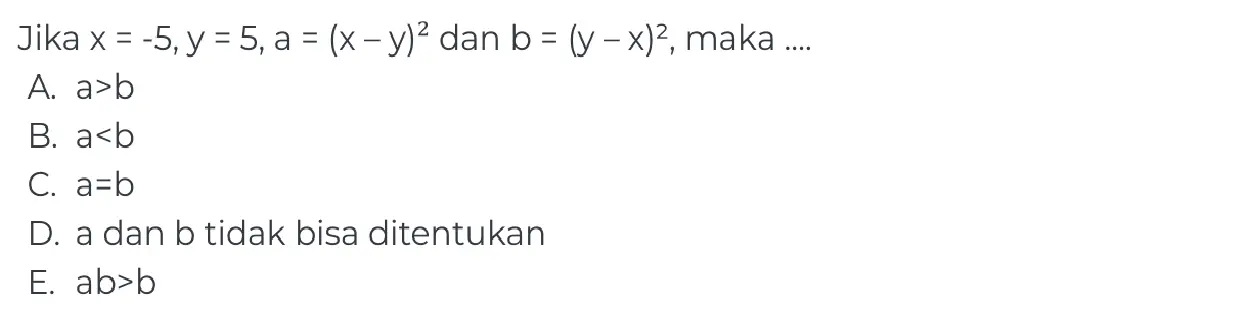 Jika x = -5, y = 5, a = (x – y)² dan b = (y – x)², maka ....
A. a>b
B. a<b
C. a=b
D. a dan b tidak bisa ditentukan
E. ab>b